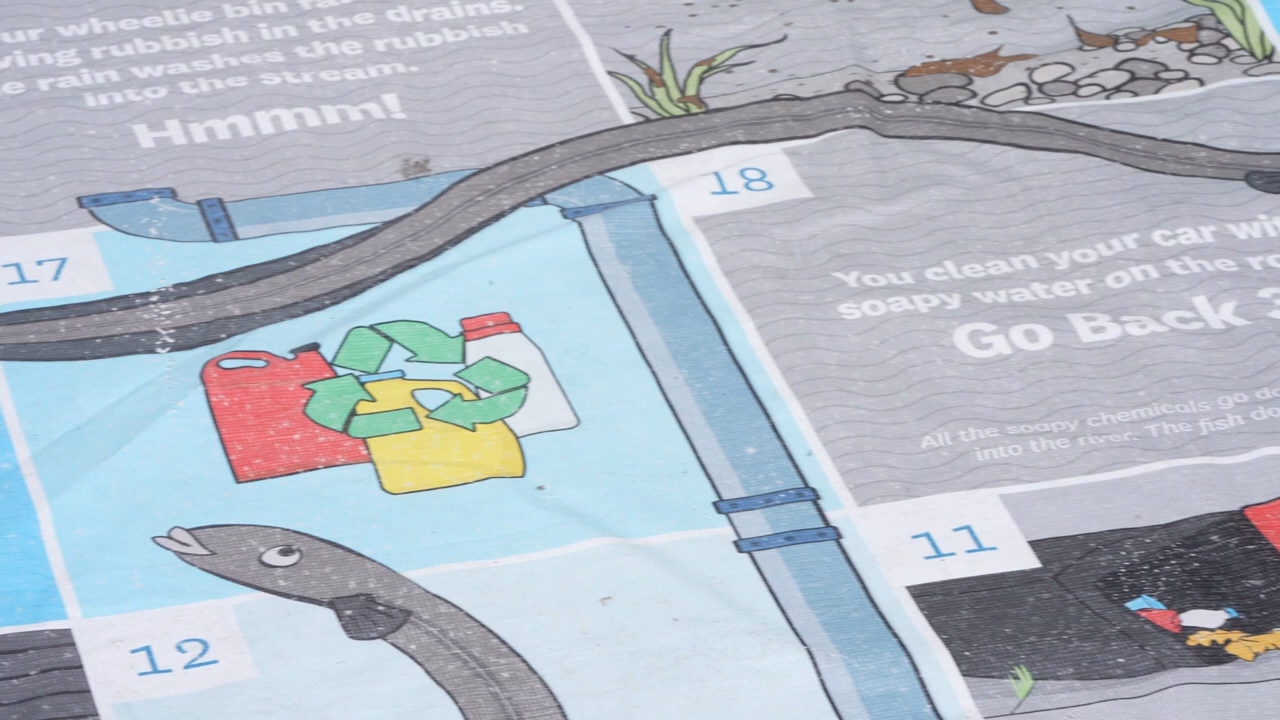 ur wheelie bin
ving rubbish in the drains.
e rain washes the rubbish
into the stream.
Hmmm!
17
18
You clean your car
soapy water on the
Go Back
All the soapy chemicals go
into the river. The fish
12
11